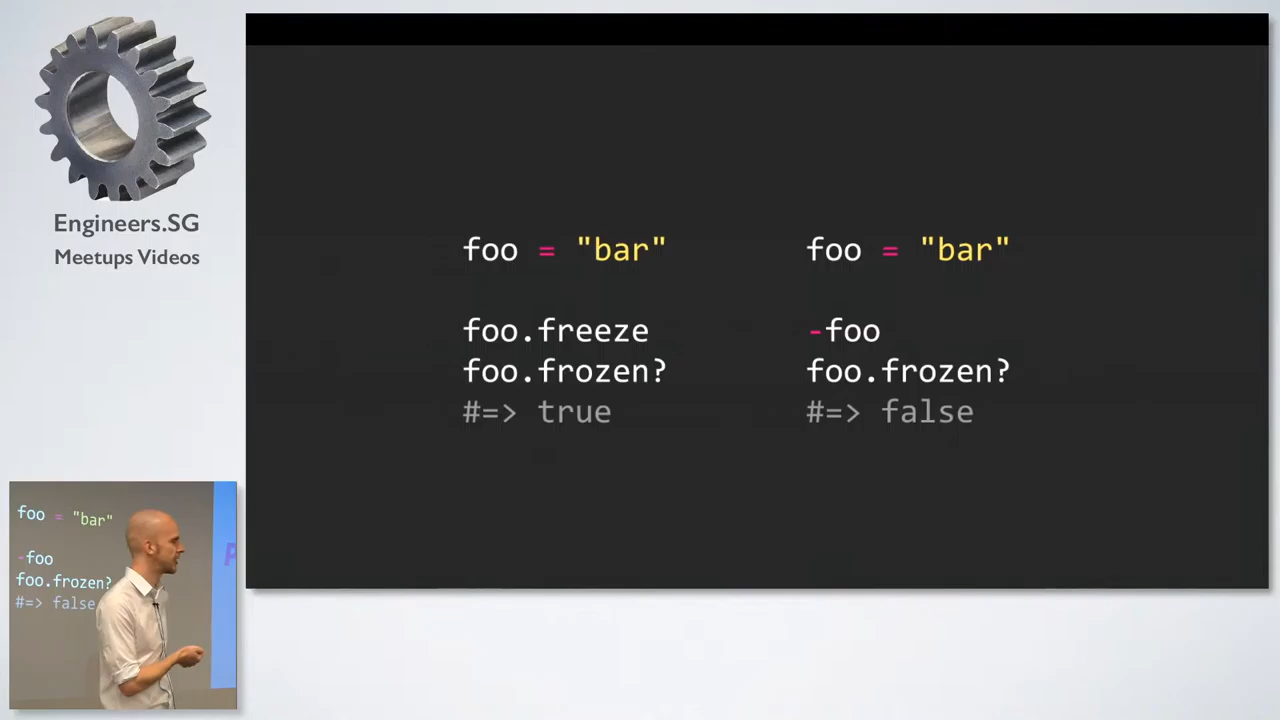 Engineers.SG
Meetups Videos
foo = "bar"
foo.freeze
foo.frozen?
#=> true
foo = "bar"
-foo
foo.frozen?
#=> false
foo = "bar"
-foo
foo.frozen?
#=> false